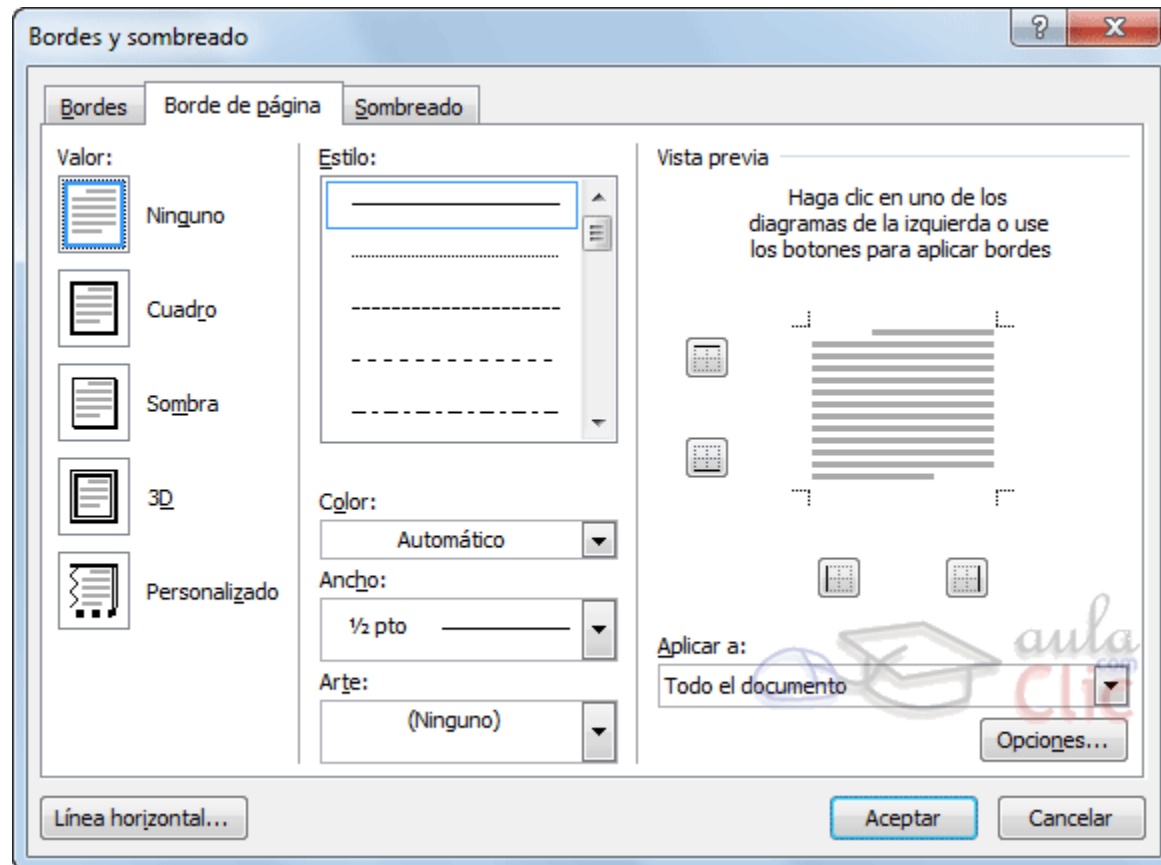 Bordes y sombreado
Bordes
Borde de página
Sombreado
Valor:
Ninguno
Cuadro
Sombra
3D
Personalizado
Estilo:
Color:
Automático
Ancho:
½ pto
Arte:
(Ninguno)
Vista previa
Haga clic en uno de los
diagramas de la izquierda o use
los botones para aplicar bordes
Aplicar a:
Todo el documento
aula
Clic
com
Opciones...
Línea horizontal...
Aceptar
Cancelar